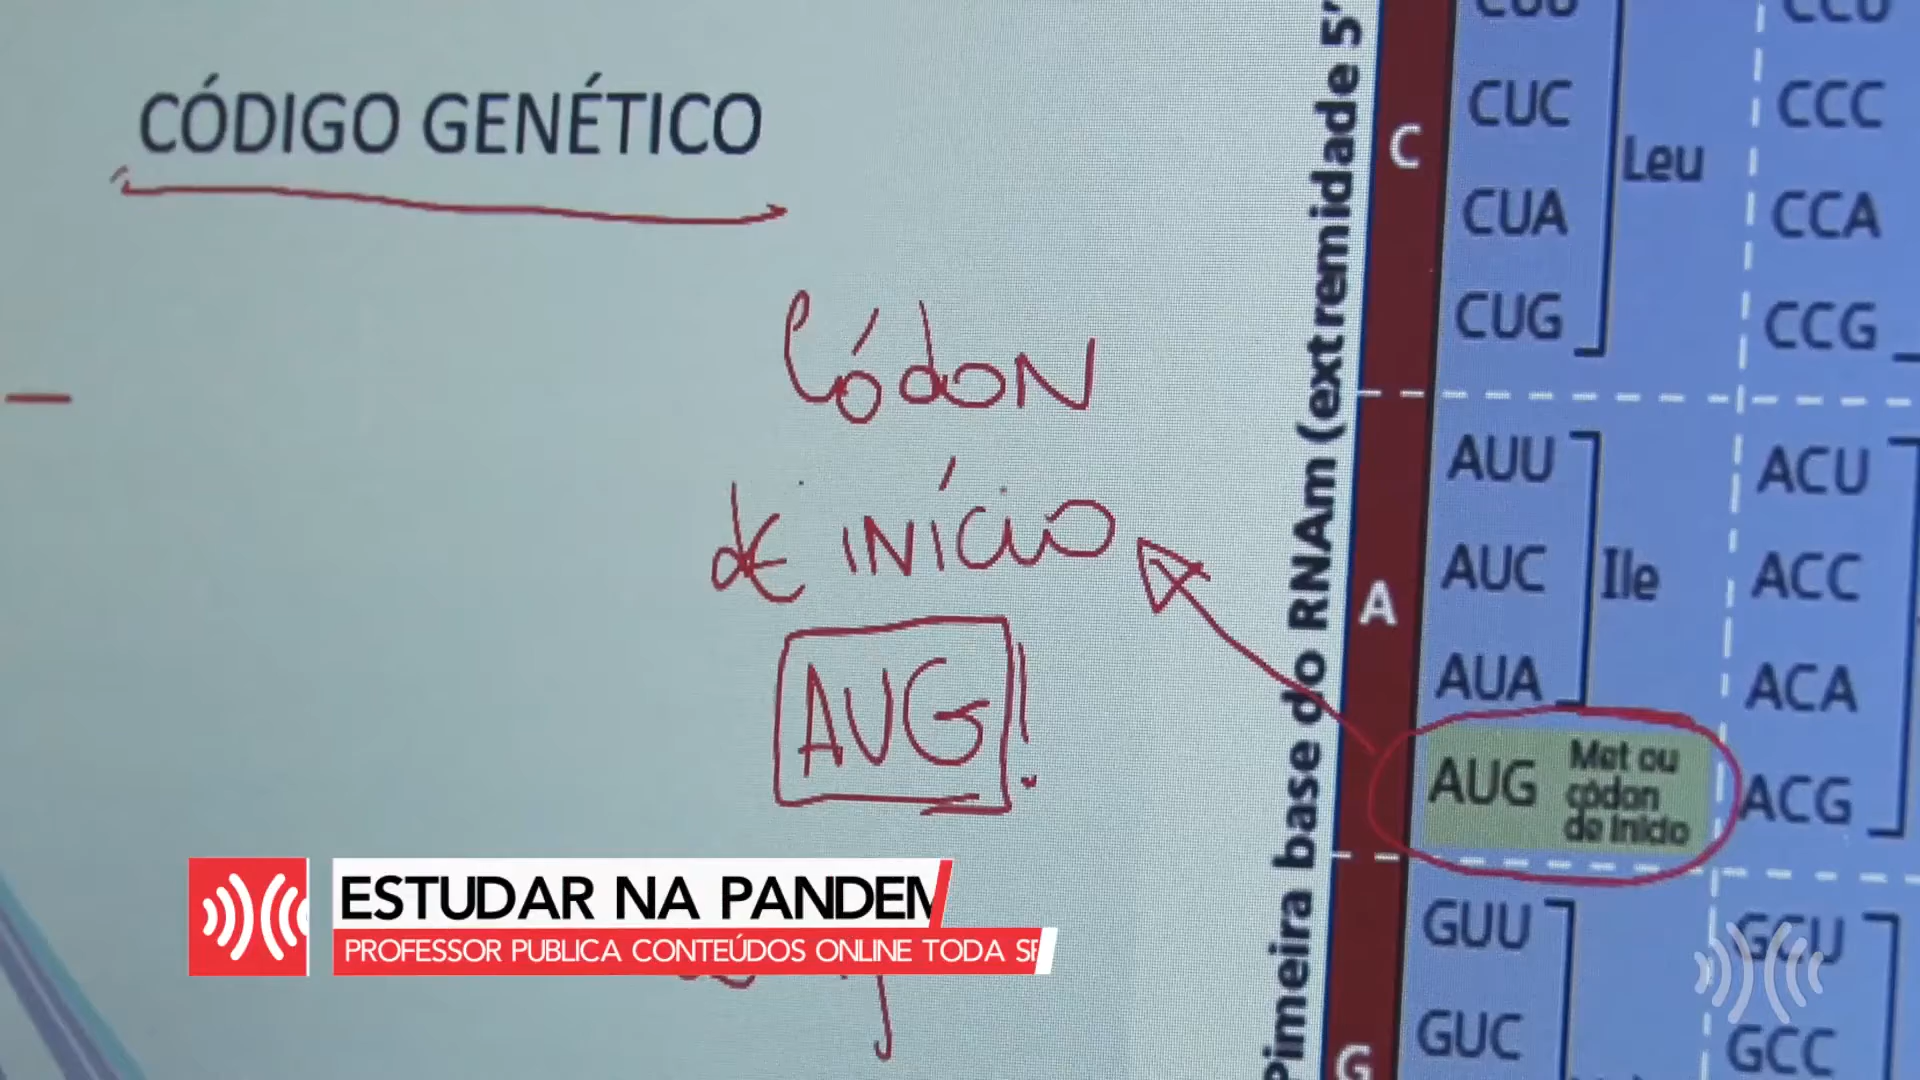 CÓDIGO GENÉTICO
Códon
de início
AUG!
Pimeira base do RNAm (extremidade 5'
C
CUC
CUA
CUG
Leu
CCC
CCA
CCG
A
AUU
AUC
AUA
Ile
AUG
Met ou
códon
de início
ACU
ACC
ACA
ACG
G
GUU
GUC
GCU
GCC
ESTUDAR NA PANDEM
PROFESSOR PUBLICA CONTEÚDOS ONLINE TODA SE